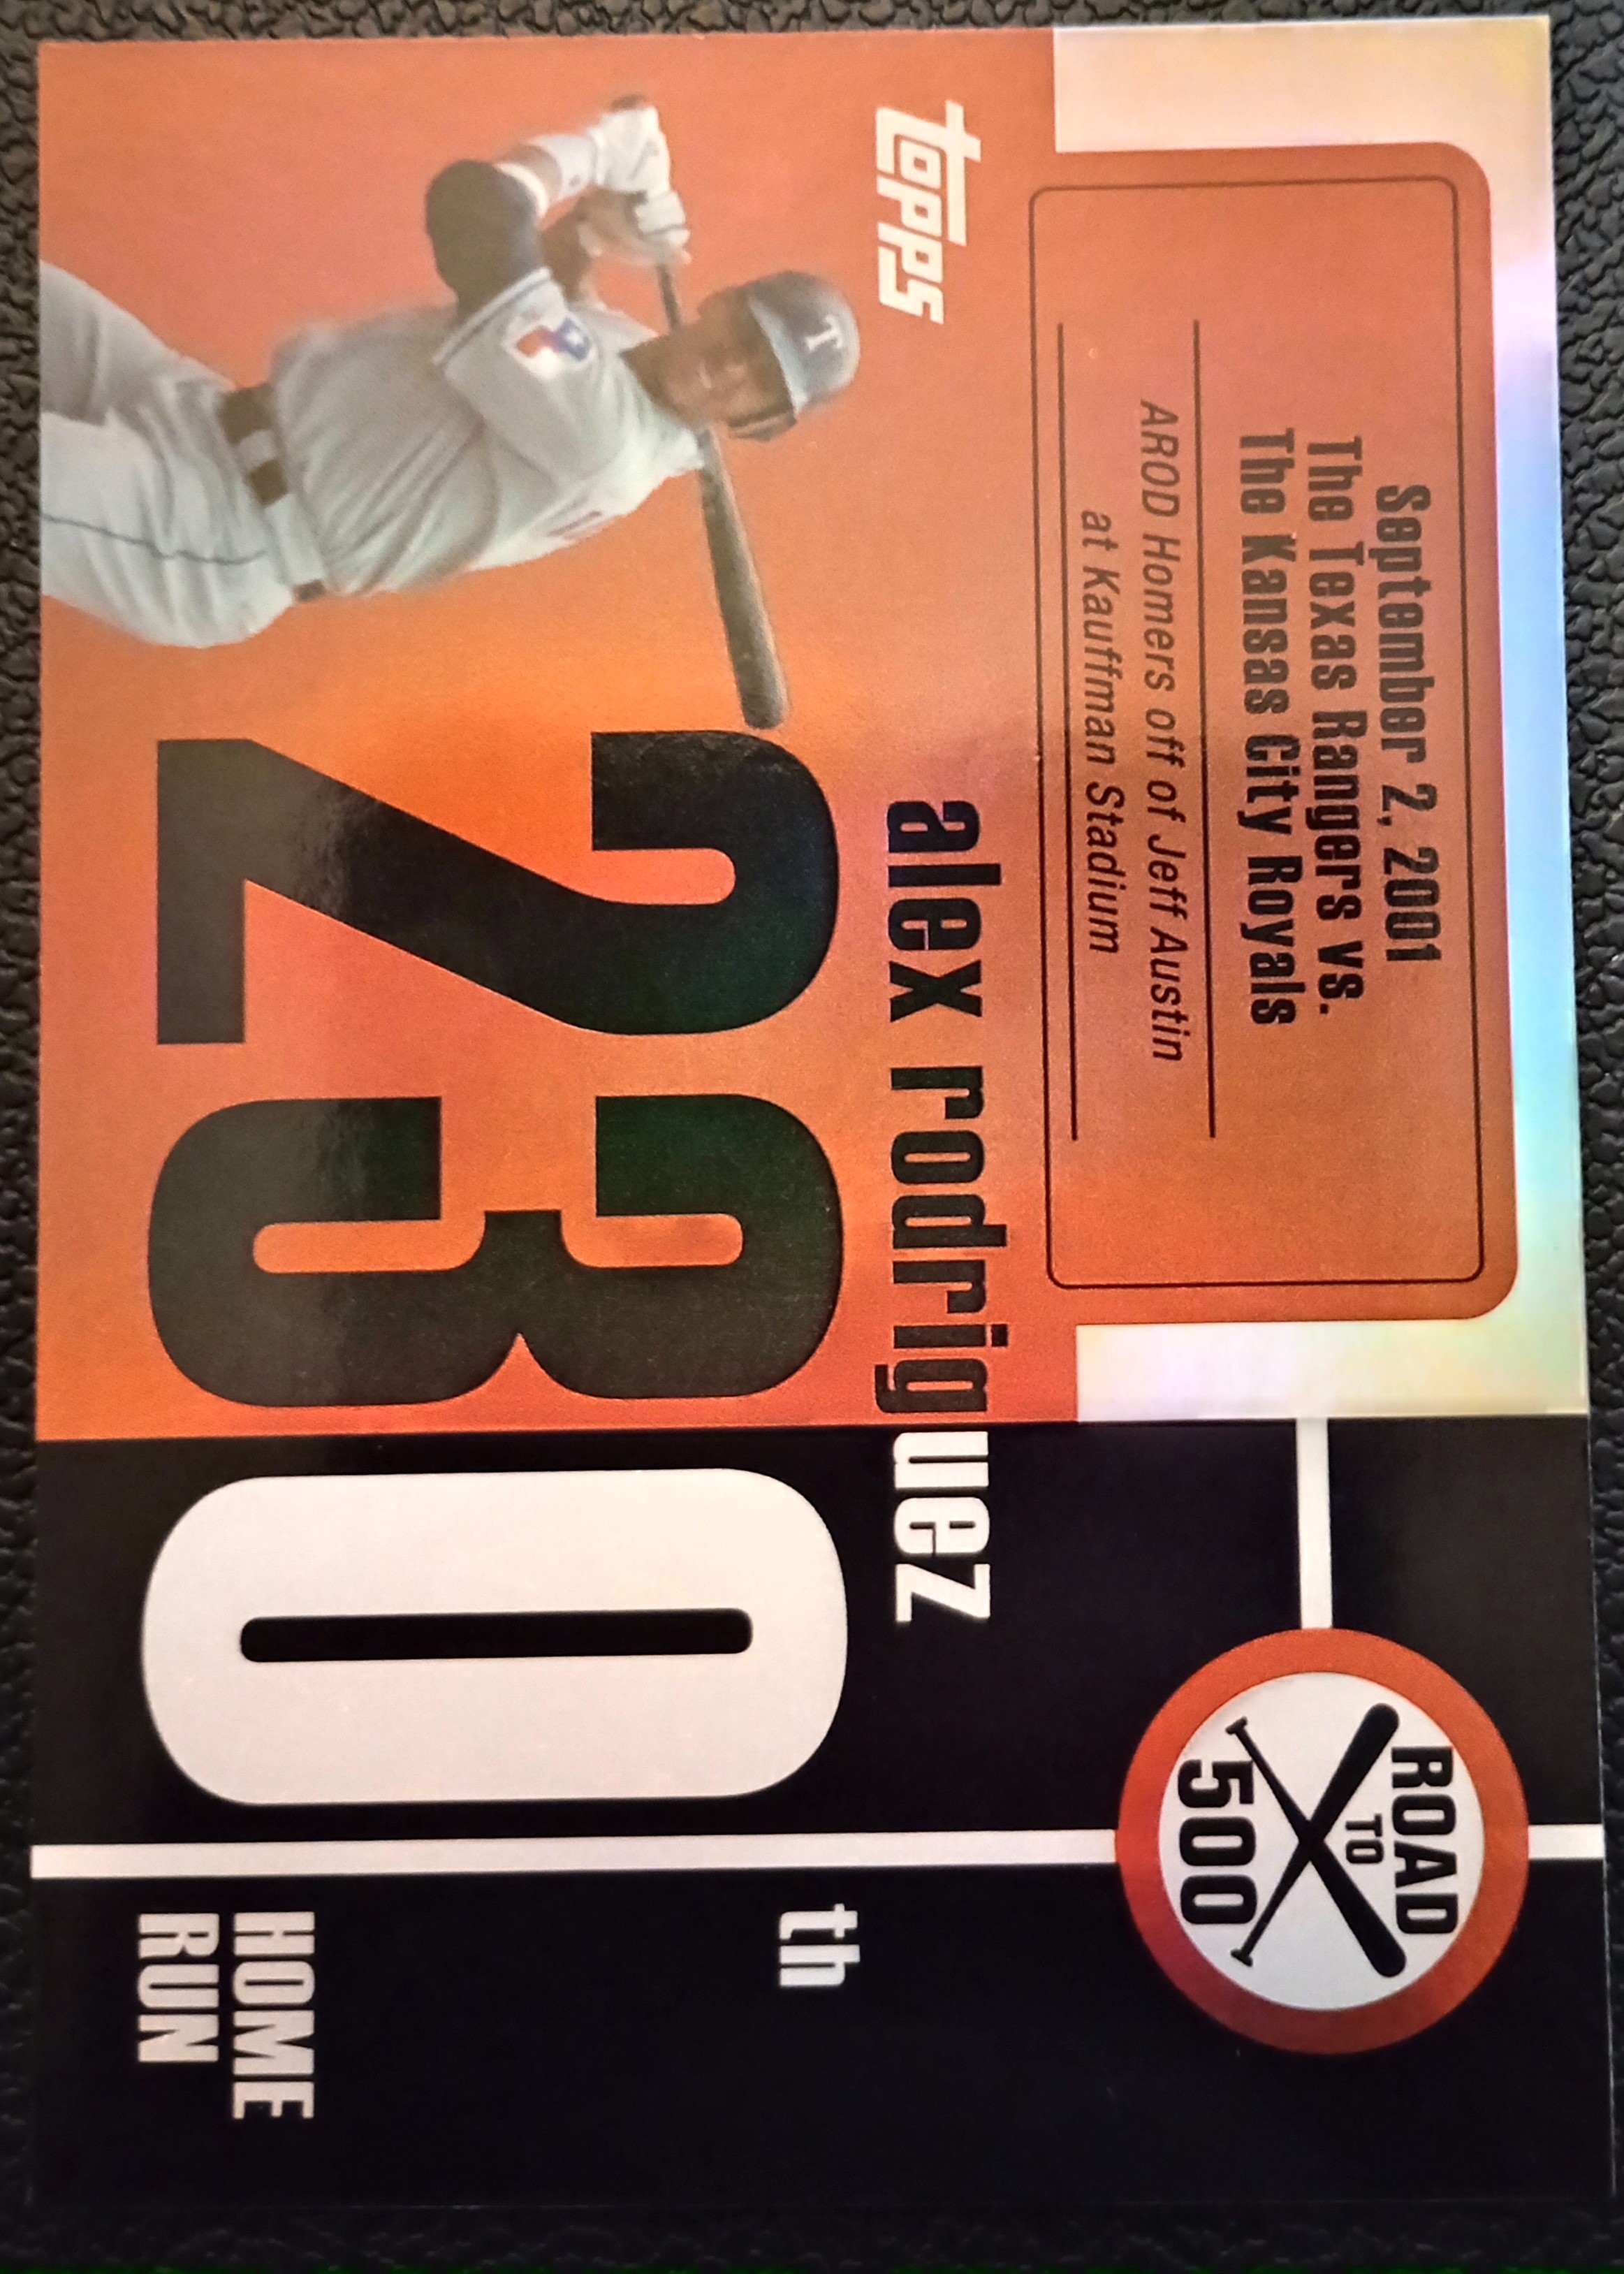 September 2, 2001
The Texas Rangers vs.
The Kansas City Royals
AROD Homers off of Jeff Austin
at Kauffman Stadium
ROAD
TO
500
topps
alex rodriguez
230
th
HOME
RUN
T